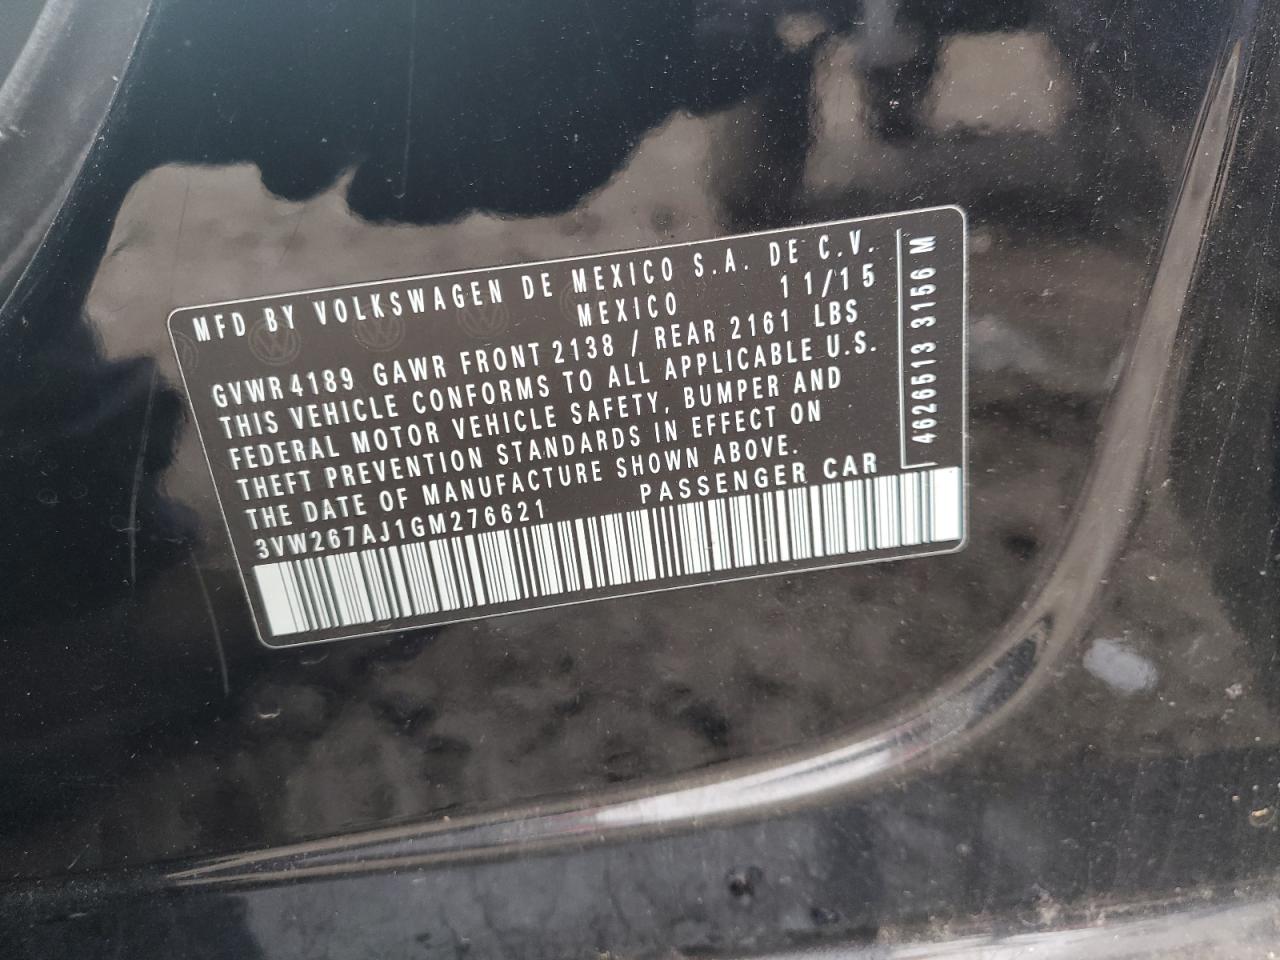 MFD BY VOLKSWAGEN DE MEXICO S.A. DE C.V.
MEXICO 11/15
GVWR 4189 GAWR FRONT 2138 / REAR 2161 LBS
THIS VEHICLE CONFORMS TO ALL APPLICABLE U.S.
FEDERAL MOTOR VEHICLE SAFETY, BUMPER AND
THEFT PREVENTION STANDARDS IN EFFECT ON
THE DATE OF MANUFACTURE SHOWN ABOVE.
3VW267AJ1GM276621 PASSENGER CAR
4626513 3156 M